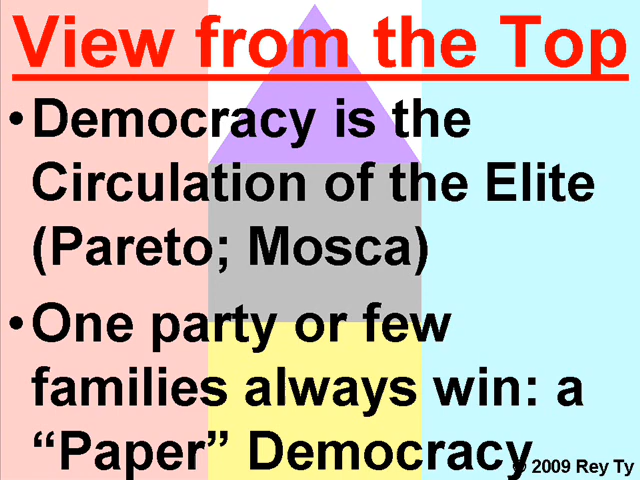 View from the Top
•Democracy is the
Circulation of the Elite
(Pareto; Mosca)
•One party or few
families always win: a
“Paper” Democracy
© 2009 Rey Ty